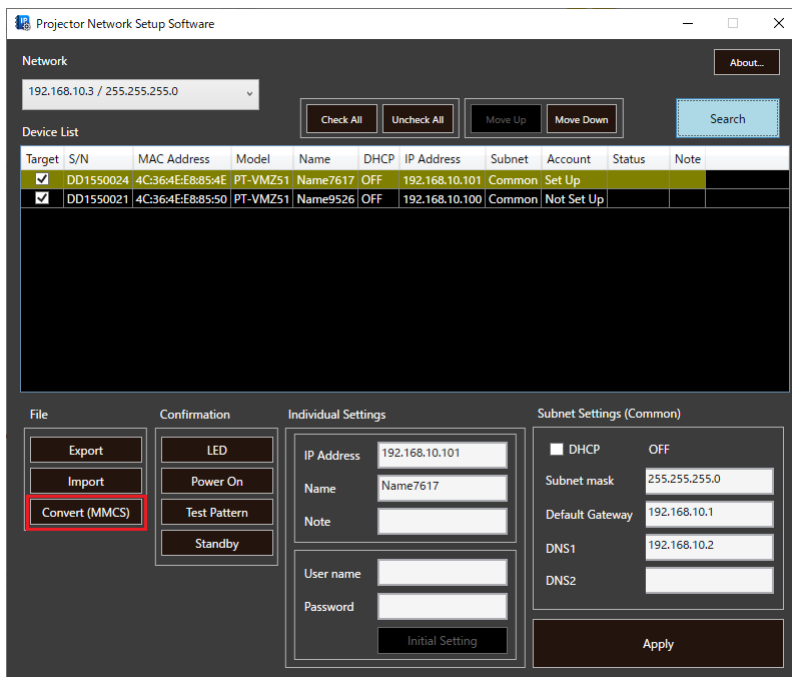 Projector Network Setup Software
Network
About...
192.168.10.3 / 255.255.255.0
Check All Uncheck All Move Up Move Down Search
Device List
Target S/N MAC Address Model Name DHCP IP Address Subnet Account Status Note
DD1550024 4C:36:4E:E8:85:4E PT-VMZ51 Name7617 OFF 192.168.10.101 Common Set Up
DD1550021 4C:36:4E:E8:85:50 PT-VMZ51 Name9526 OFF 192.168.10.100 Common Not Set Up
File
Export
Import
Convert (MMCS)
Confirmation
LED
Power On
Test Pattern
Standby
Individual Settings
IP Address 192.168.10.101
Name Name7617
Note
User name
Password
Initial Setting
Subnet Settings (Common)
DHCP OFF
Subnet mask 255.255.255.0
Default Gateway 192.168.10.1
DNS1 192.168.10.2
DNS2
Apply